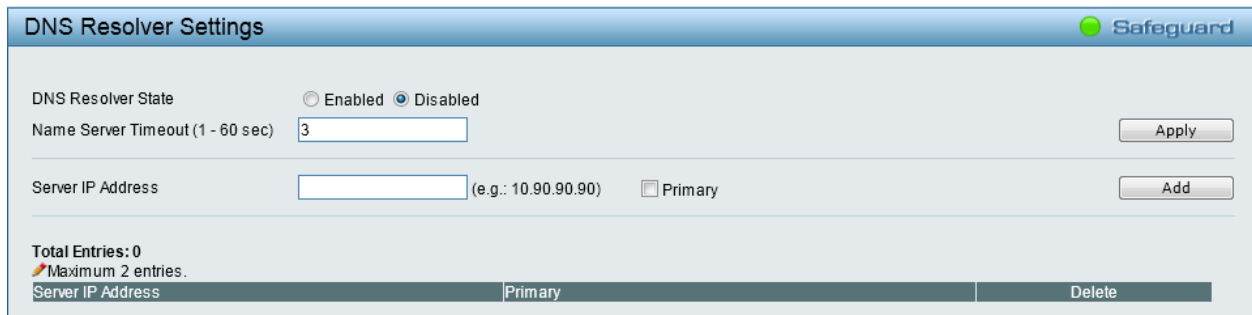 DNS Resolver Settings Safeguard
DNS Resolver State Enabled Disabled
Name Server Timeout (1 - 60 sec) 3 Apply
Server IP Address (e.g.: 10.90.90.90) Primary Add
Total Entries: 0
Maximum 2 entries.
Server IP Address Primary Delete